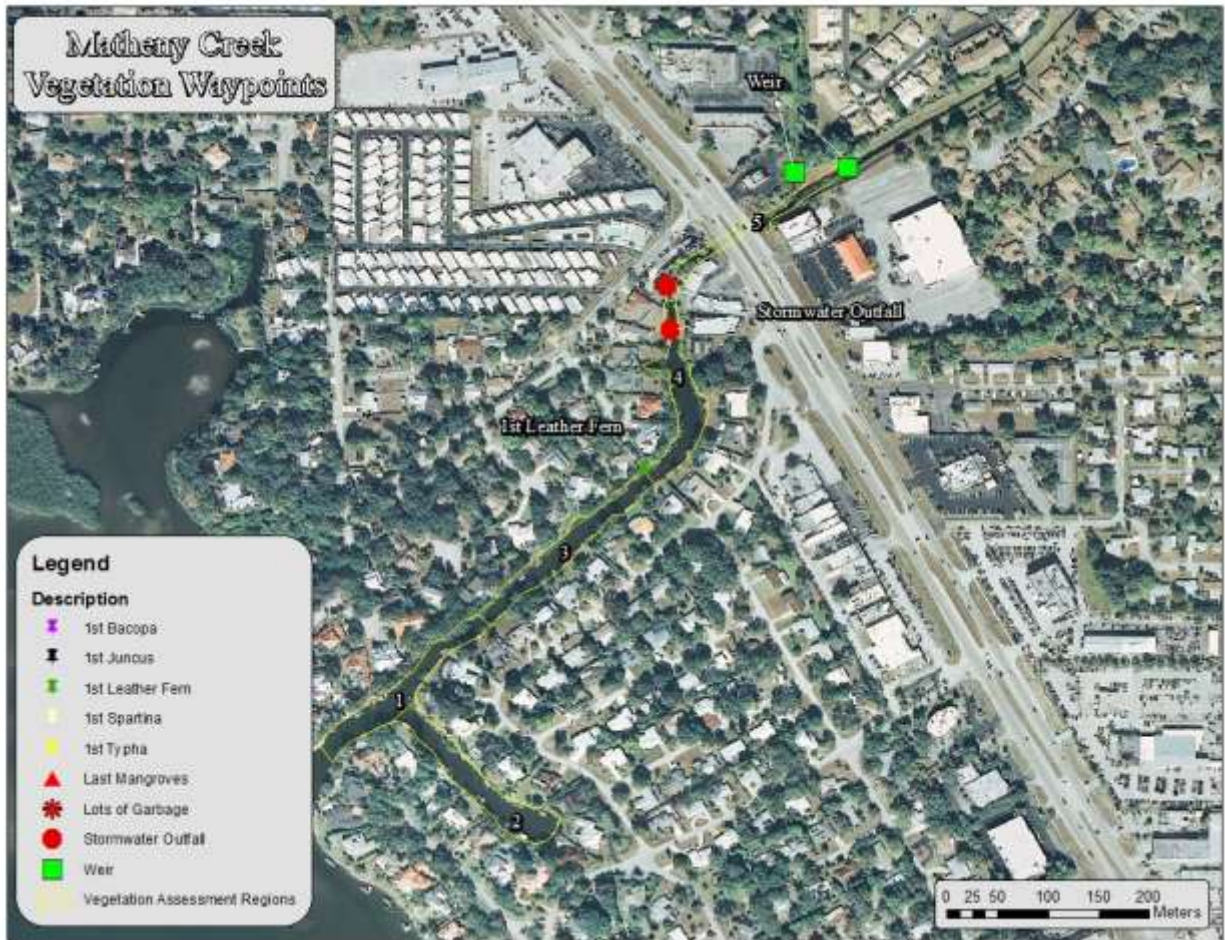 Matheny Creek
Vegetation Waypoints
Weir
5
Stormwater Outfall
4
1st Leather Fern
3
1
2
Legend
Description
1st Bacopa
1st Juncus
1st Leather Fern
1st Spartina
1st Typha
Last Mangroves
Lots of Garbage
Stormwater Outfall
Weir
Vegetation Assessment Regions
0 25 50 100 150 200
Meters